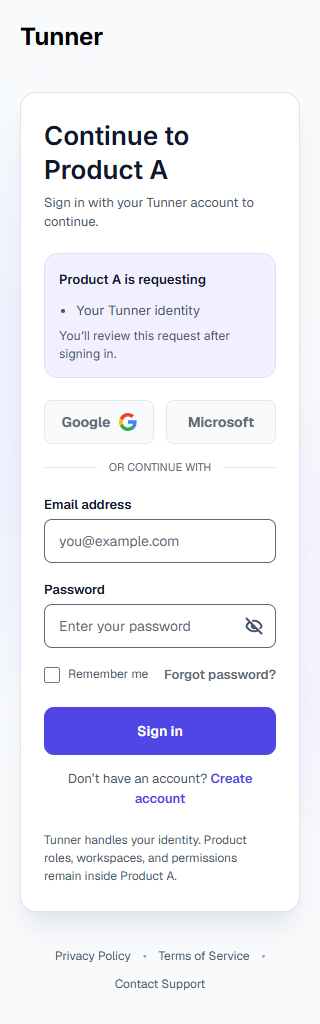 Tunner
Continue to
Product A
Sign in with your Tunner account to
continue.
Product A is requesting
• Your Tunner identity
You'll review this request after
signing in.
Google
Microsoft
OR CONTINUE WITH
Email address
you@example.com
Password
Enter your password
Remember me
Forgot password?
Sign in
Don't have an account? Create
account
Tunner handles your identity. Product
roles, workspaces, and permissions
remain inside Product A.
Privacy Policy • Terms of Service •
Contact Support